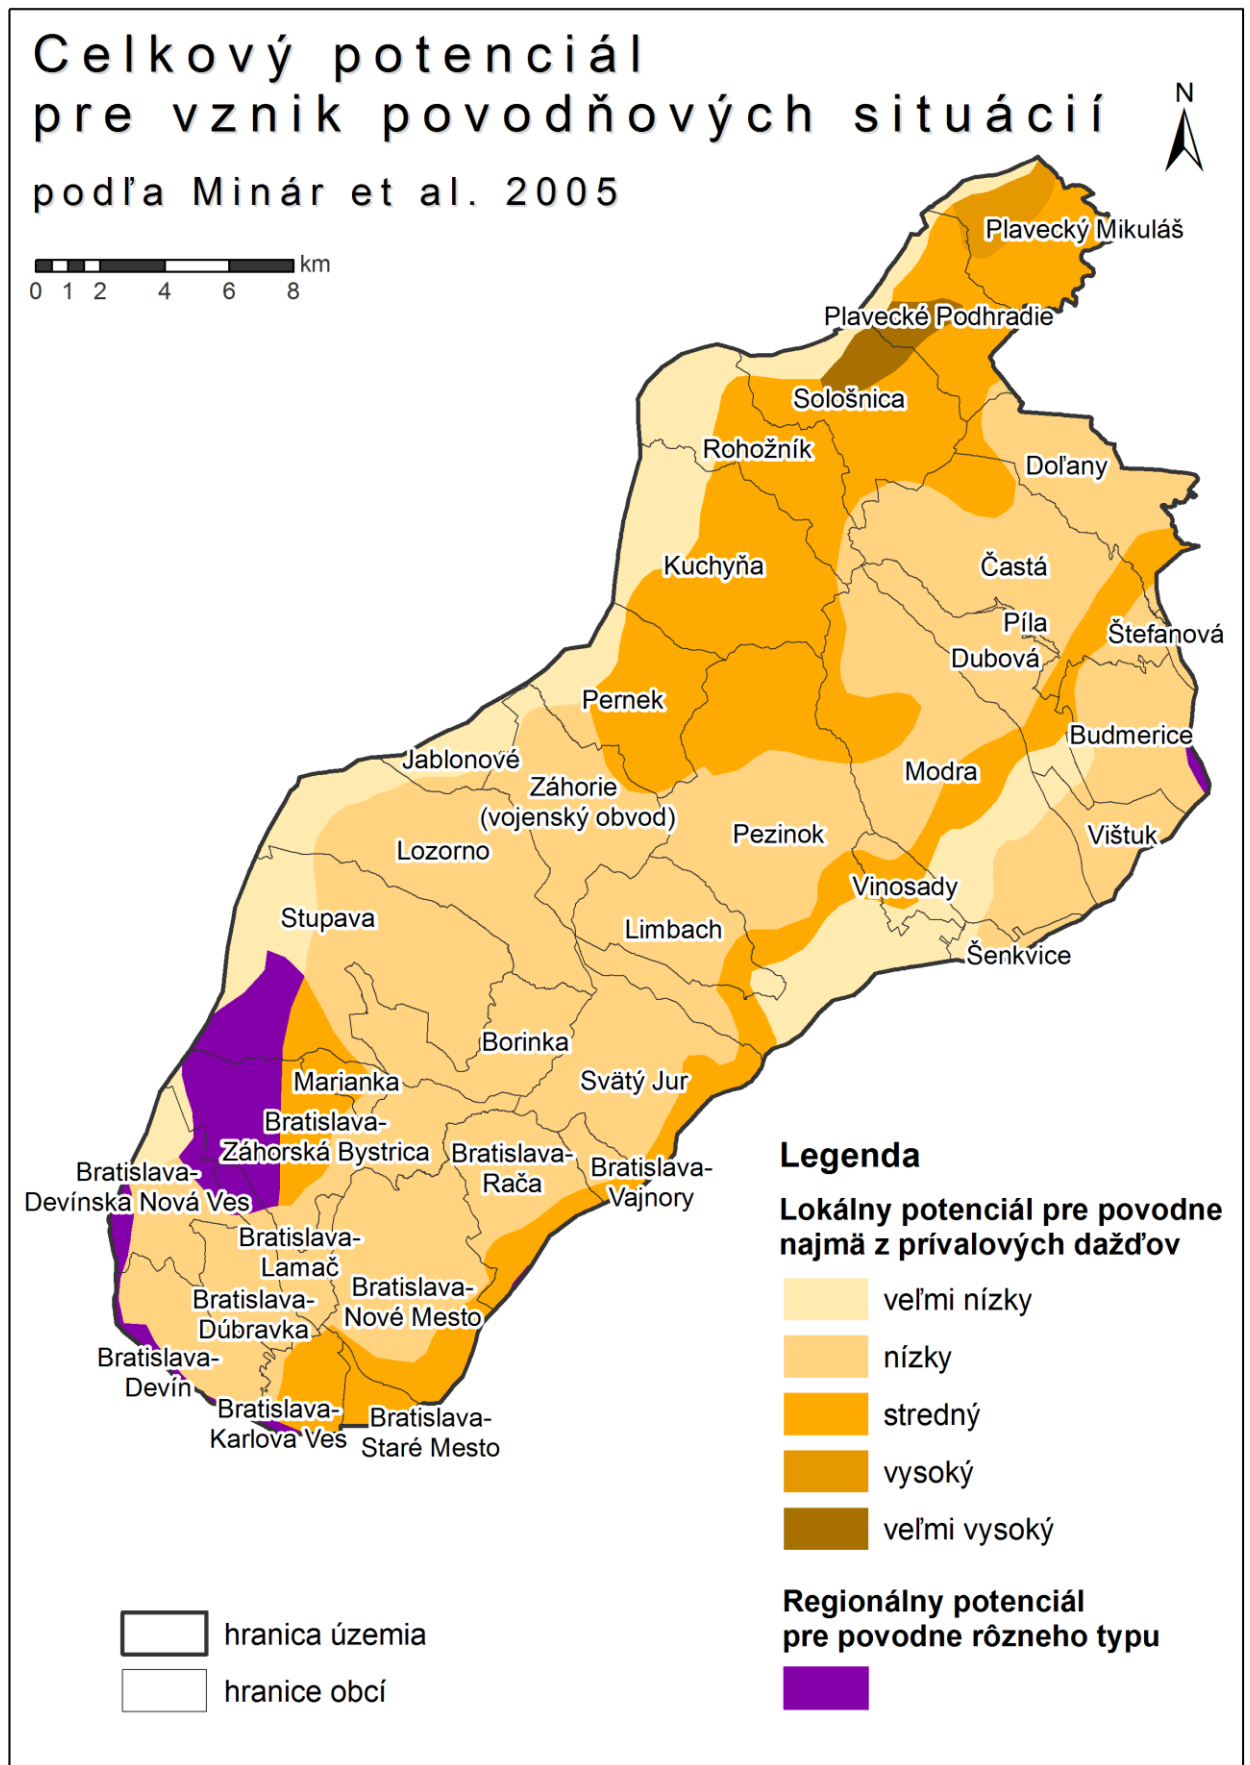 Celkový potenciál
pre vznik povodňových situácií
podľa Minár et al. 2005
N
km
0 1 2 4 6 8
Plavecký Mikuláš
Plavecké Podhradie
Sološnica
Rohožník
Doľany
Kuchyňa
Častá
Píla
Štefanová
Dubová
Pernek
Budmerice
Jablonové
Modra
Záhorie
(vojenský obvod)
Pezinok
Vištuk
Lozorno
Vinosady
Stupava
Limbach
Šenkvice
Borinka
Marianka
Svätý Jur
Bratislava-
Záhorská Bystrica
Bratislava-
Rača
Bratislava-
Vajnory
Bratislava-
Devínska Nová Ves
Bratislava-
Lamač
Bratislava-
Nové Mesto
Bratislava-
Dúbravka
Bratislava-
Devín
Bratislava-
Karlova Ves
Bratislava-
Staré Mesto
Legenda
Lokálny potenciál pre povodne
najmä z prívalových dažďov
veľmi nízky
nízky
stredný
vysoký
veľmi vysoký
Regionálny potenciál
pre povodne rôzneho typu
hranica územia
hranice obcí